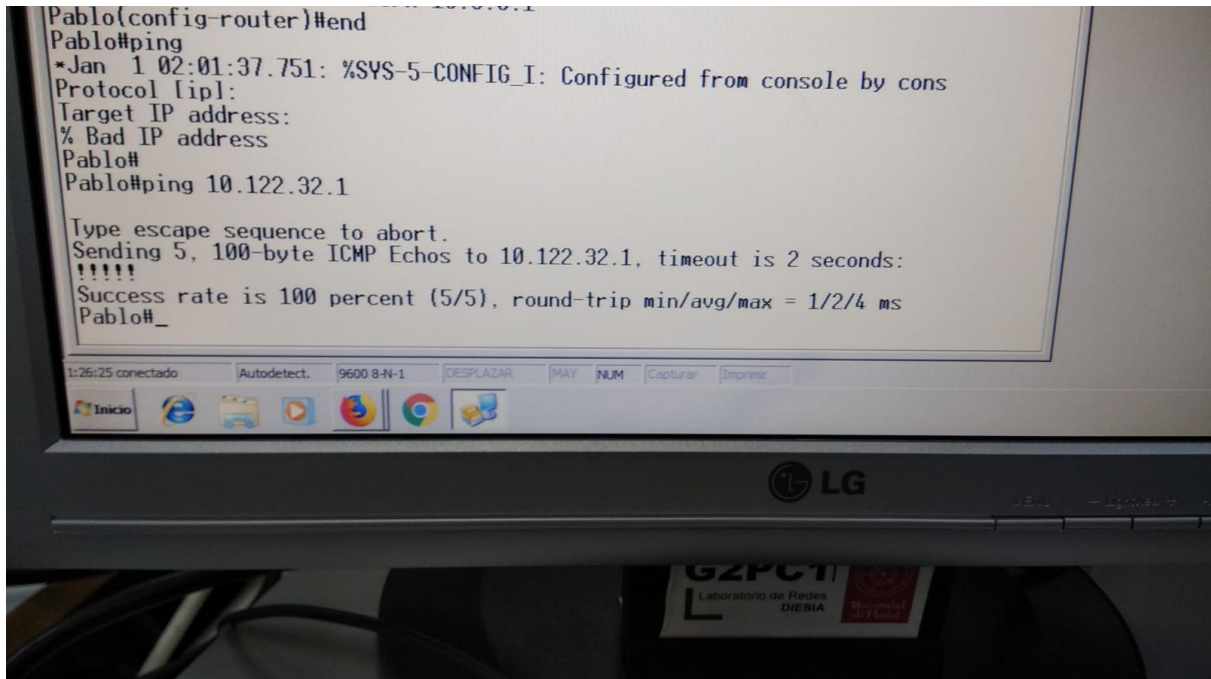 Pablo(config-router)#end
Pablo#ping
*Jan  1 02:01:37.751: %SYS-5-CONFIG_I: Configured from console by cons
Protocol [ip]:
Target IP address:
% Bad IP address
Pablo#
Pablo#ping 10.122.32.1
Type escape sequence to abort.
Sending 5, 100-byte ICMP Echos to 10.122.32.1, timeout is 2 seconds:
!!!!!
Success rate is 100 percent (5/5), round-trip min/avg/max = 1/2/4 ms
Pablo#_
1:26:25 conectado Autodetect. 9600 8-N-1 DESPLAZAR MAY NUM Capturar Imprimir
Inicio
LG
MENU
G2PC1
Laboratorio de Redes
DIESIA